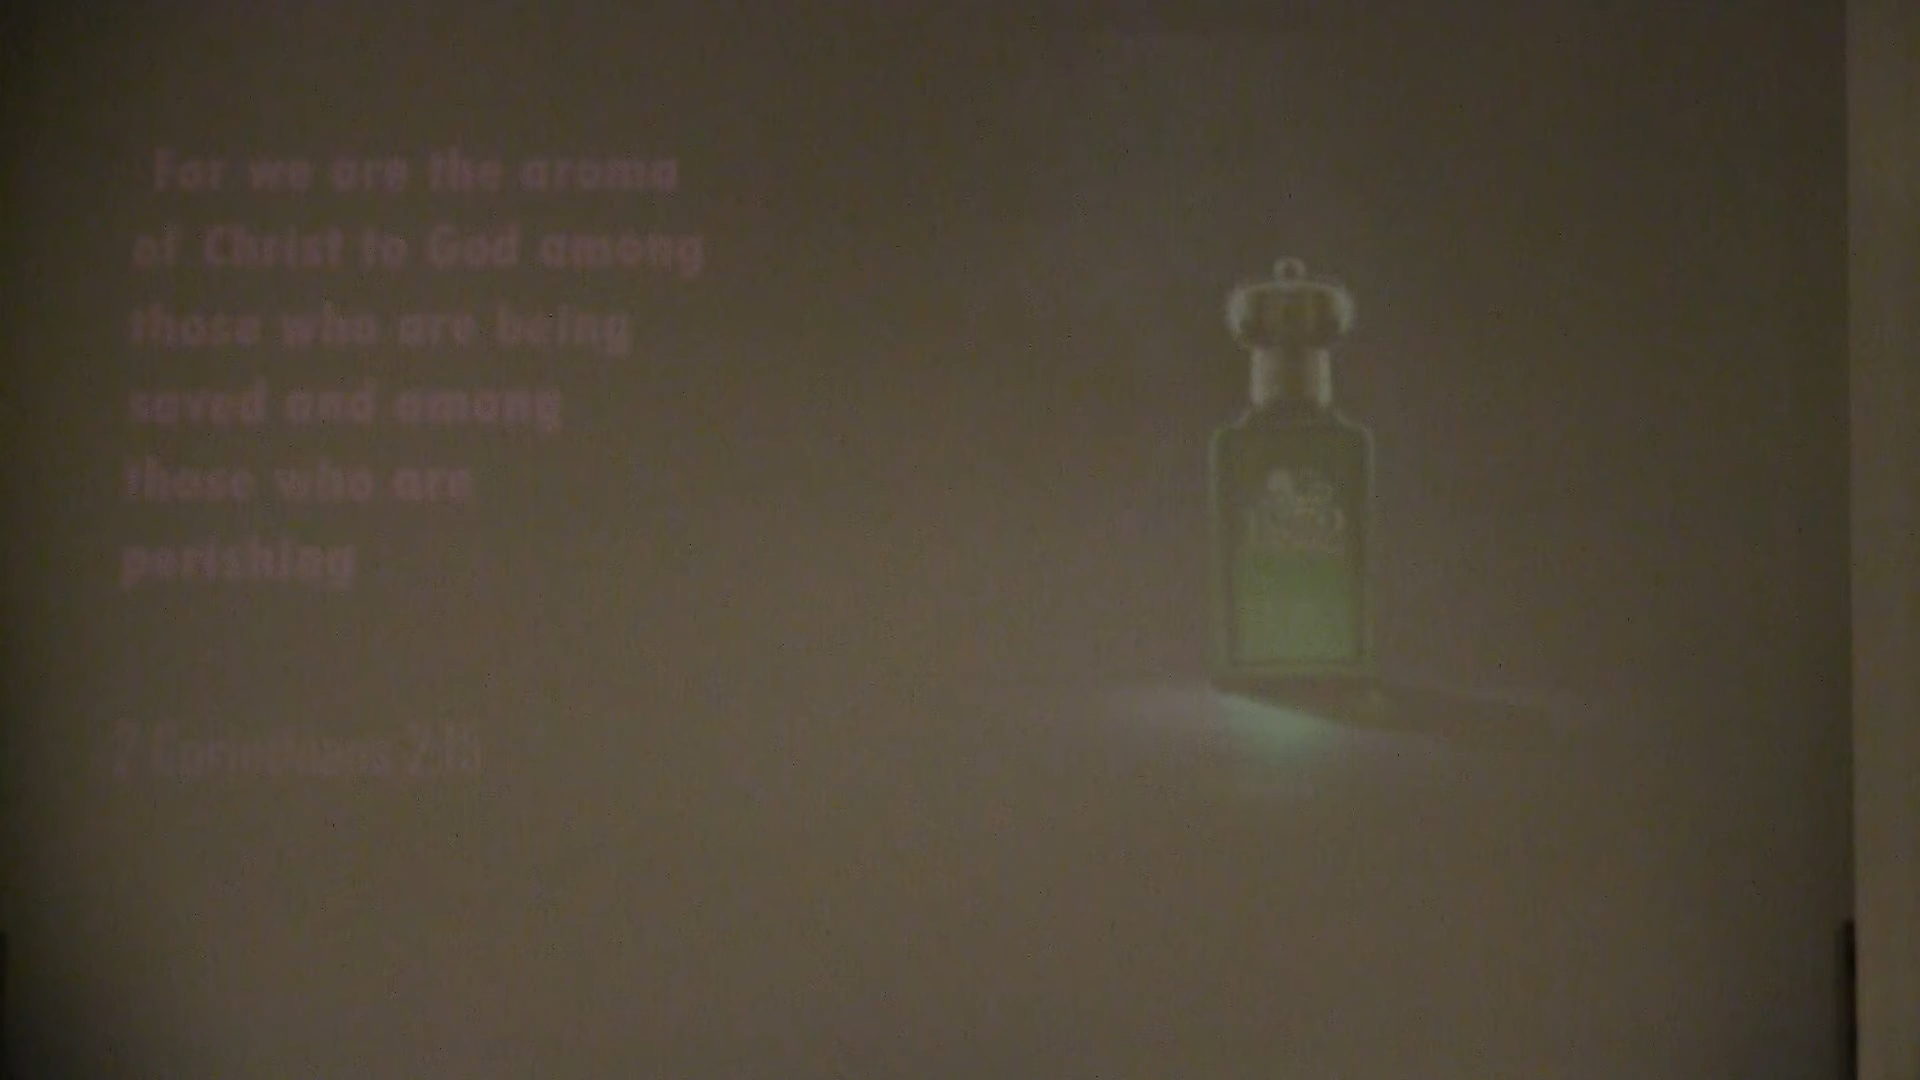 For we are the aroma
of Christ to God among
those who are being
saved and among
those who are
perishing
2 Corinthians 2:15